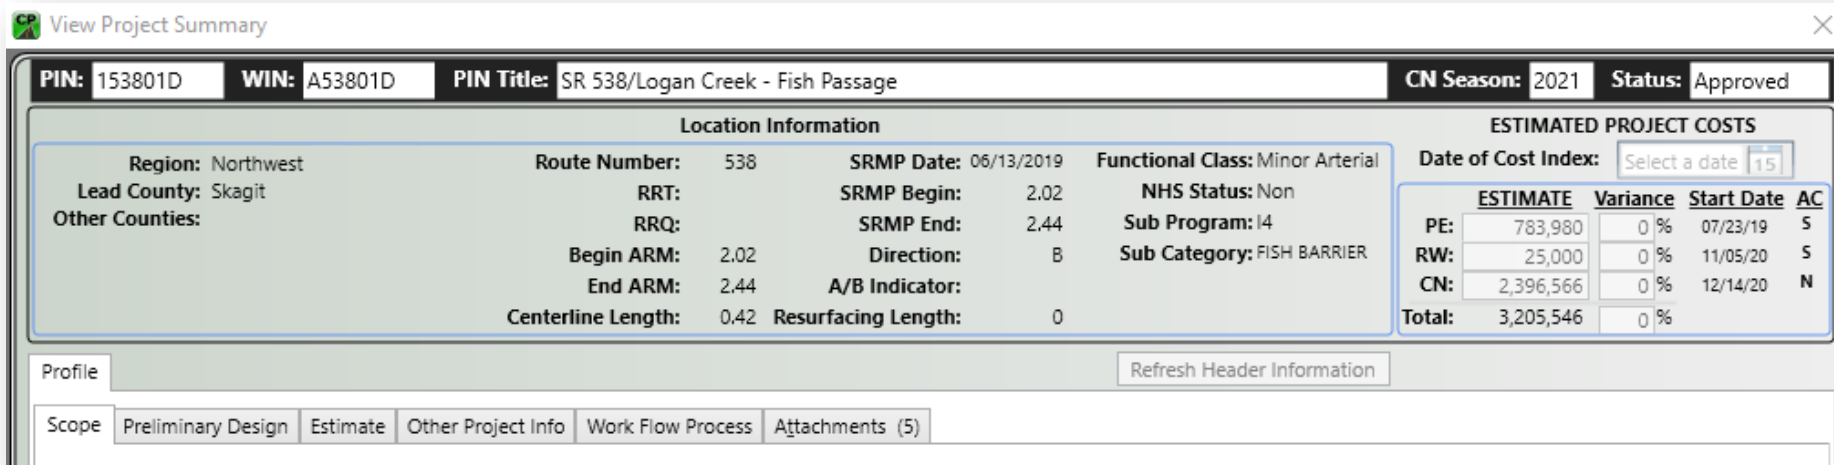 CP View Project Summary
PIN: 153801D WIN: A53801D PIN Title: SR 538/Logan Creek - Fish Passage CN Season: 2021 Status: Approved
Location Information ESTIMATED PROJECT COSTS
Region: Northwest Route Number: 538 SRMP Date: 06/13/2019 Functional Class: Minor Arterial Date of Cost Index: Select a date 15
Lead County: Skagit RRT: SRMP Begin: 2.02 NHS Status: Non ESTIMATE Variance Start Date AC
Other Counties: RRQ: SRMP End: 2.44 Sub Program: I4 PE: 783,980 0 % 07/23/19 S
Begin ARM: 2.02 Direction: B Sub Category: FISH BARRIER RW: 25,000 0 % 11/05/20 S
End ARM: 2.44 A/B Indicator: CN: 2,396,566 0 % 12/14/20 N
Centerline Length: 0.42 Resurfacing Length: 0 Total: 3,205,546 0 %
Profile Refresh Header Information
Scope Preliminary Design Estimate Other Project Info Work Flow Process Attachments (5)